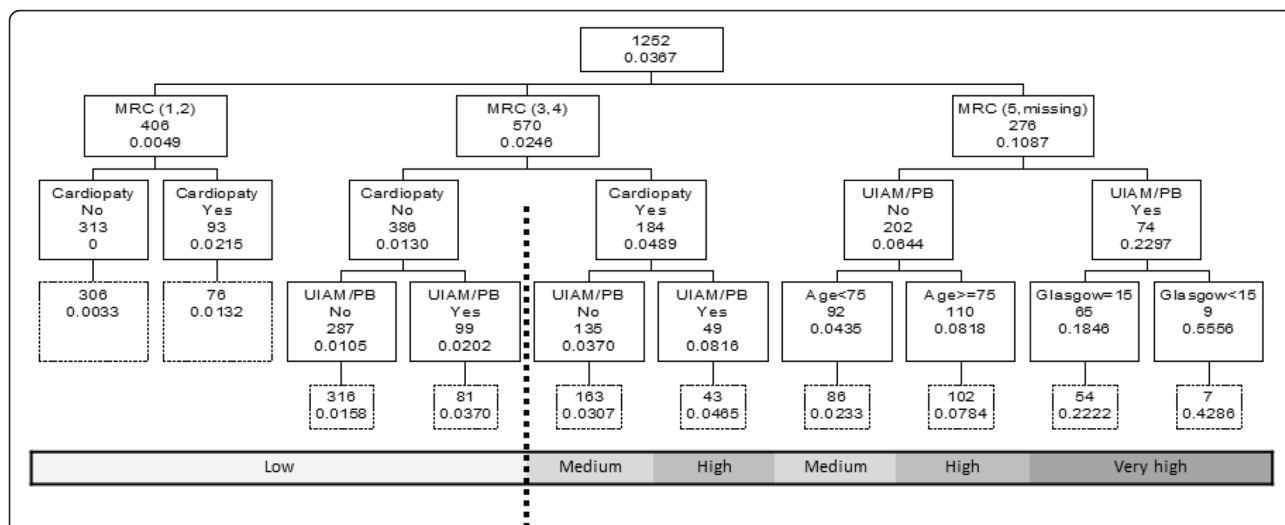 1252
0.0367
MRC (1,2)
406
0.0049
MRC (3,4)
570
0.0246
MRC (5,missing)
276
0.1087
Cardiopaty
No
313
0
Cardiopaty
Yes
93
0.0215
Cardiopaty
No
386
0.0130
Cardiopaty
Yes
184
0.0489
UIAM/PB
No
202
0.0644
UIAM/PB
Yes
74
0.2297
306
0.0033
76
0.0132
UIAM/PB
No
287
0.0105
UIAM/PB
Yes
99
0.0202
UIAM/PB
No
135
0.0370
UIAM/PB
Yes
49
0.0816
Age<75
92
0.0435
Age>=75
110
0.0818
Glasgow=15
65
0.1846
Glasgow<15
9
0.5556
316
0.0158
81
0.0370
163
0.0307
43
0.0465
86
0.0233
102
0.0784
54
0.2222
7
0.4286
Low
Medium
High
Medium
High
Very high